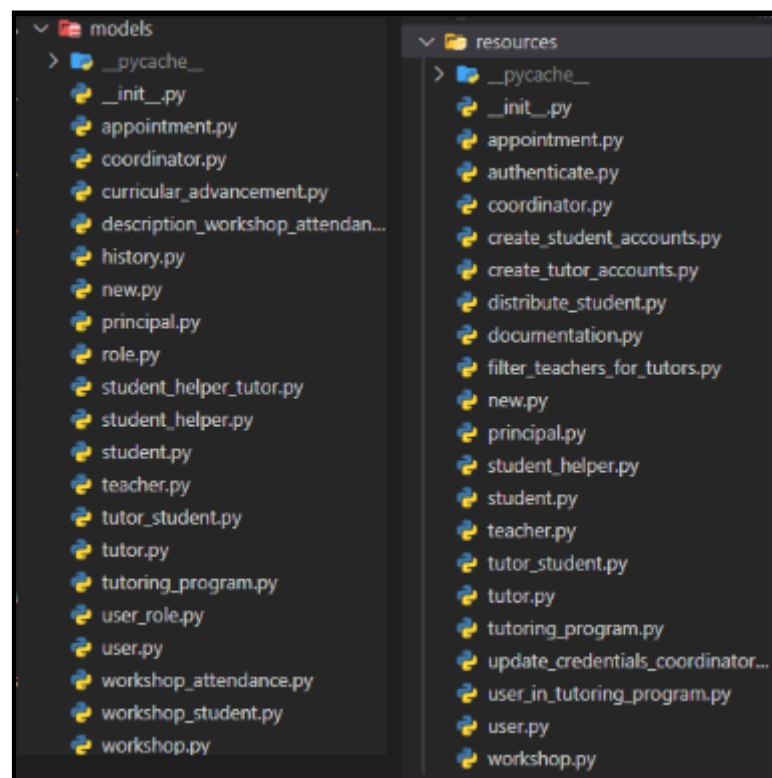 models
__pycache__
__init__.py
appointment.py
coordinator.py
curricular_advancement.py
description_workshop_attendan...
history.py
new.py
principal.py
role.py
student_helper_tutor.py
student_helper.py
student.py
teacher.py
tutor_student.py
tutor.py
tutoring_program.py
user_role.py
user.py
workshop_attendance.py
workshop_student.py
workshop.py
resources
__pycache__
__init__.py
appointment.py
authenticate.py
coordinator.py
create_student_accounts.py
create_tutor_accounts.py
distribute_student.py
documentation.py
filter_teachers_for_tutors.py
new.py
principal.py
student_helper.py
student.py
teacher.py
tutor_student.py
tutor.py
tutoring_program.py
update_credentials_coordinator...
user_in_tutoring_program.py
user.py
workshop.py